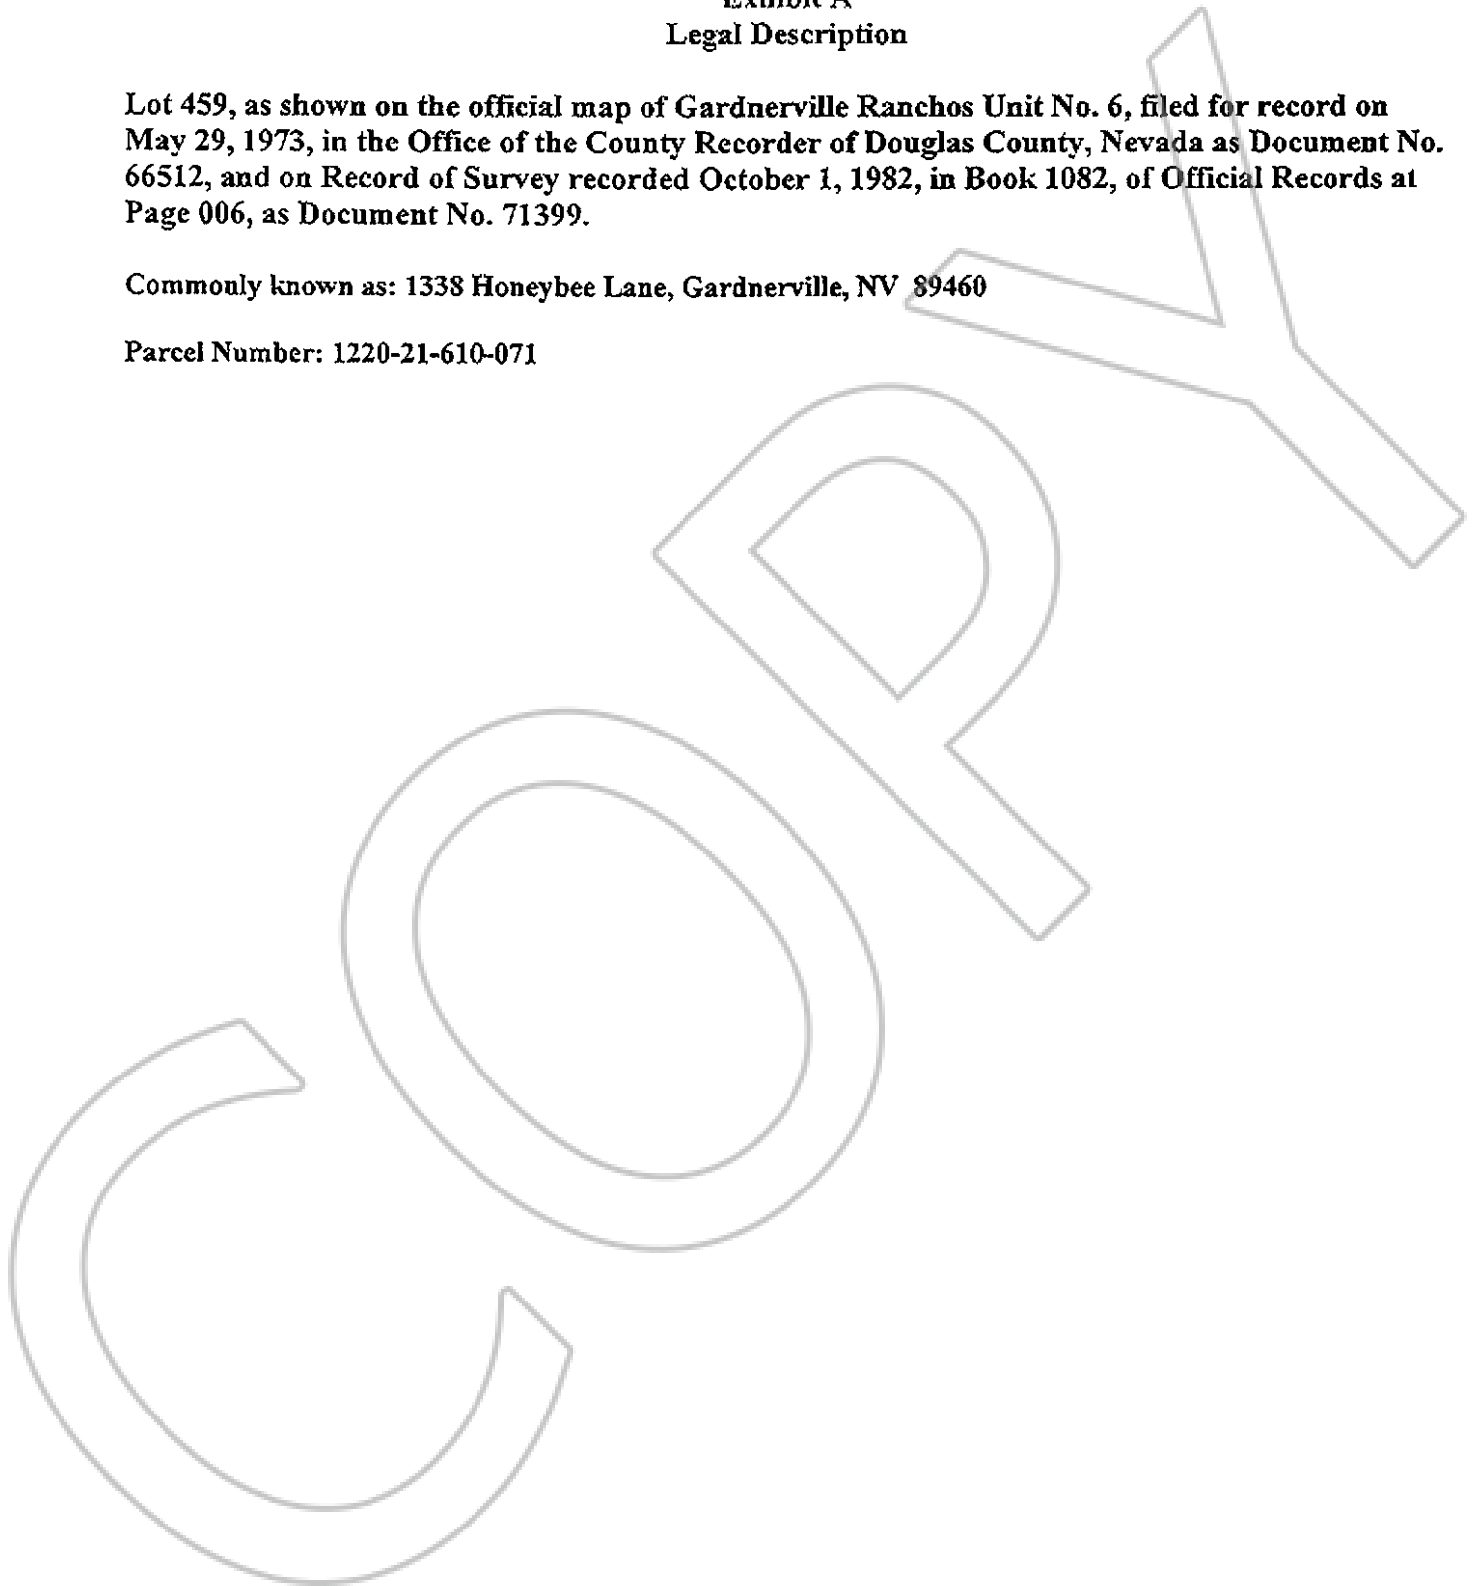 Exhibit A
Legal Description
Lot 459, as shown on the official map of Gardnerville Ranchos Unit No. 6, filed for record on
May 29, 1973, in the Office of the County Recorder of Douglas County, Nevada as Document No.
66512, and on Record of Survey recorded October 1, 1982, in Book 1082, of Official Records at
Page 006, as Document No. 71399.
Commonly known as: 1338 Honeybee Lane, Gardnerville, NV 89460
Parcel Number: 1220-21-610-071
COPY